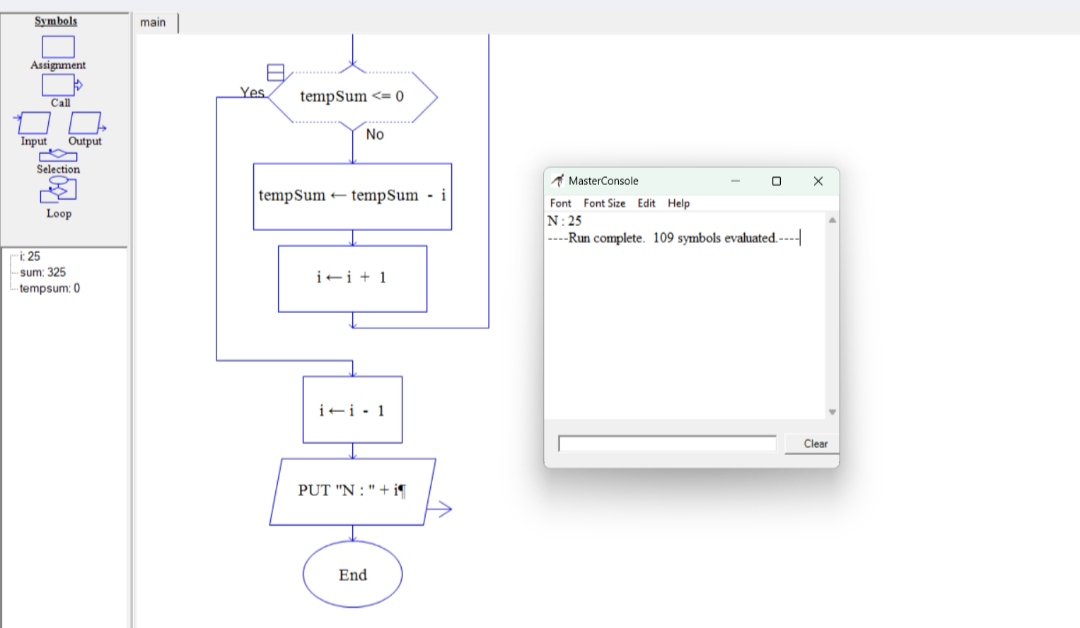 Symbols
Assignment
Call
Input Output
Selection
Loop
i: 25
sum: 325
tempsum: 0
main
Yes
tempSum <= 0
No
tempSum ← tempSum - i
i ← i + 1
i ← i - 1
PUT "N : " + i¶
End
MasterConsole
Font Font Size Edit Help
N : 25
----Run complete. 109 symbols evaluated.----
Clear